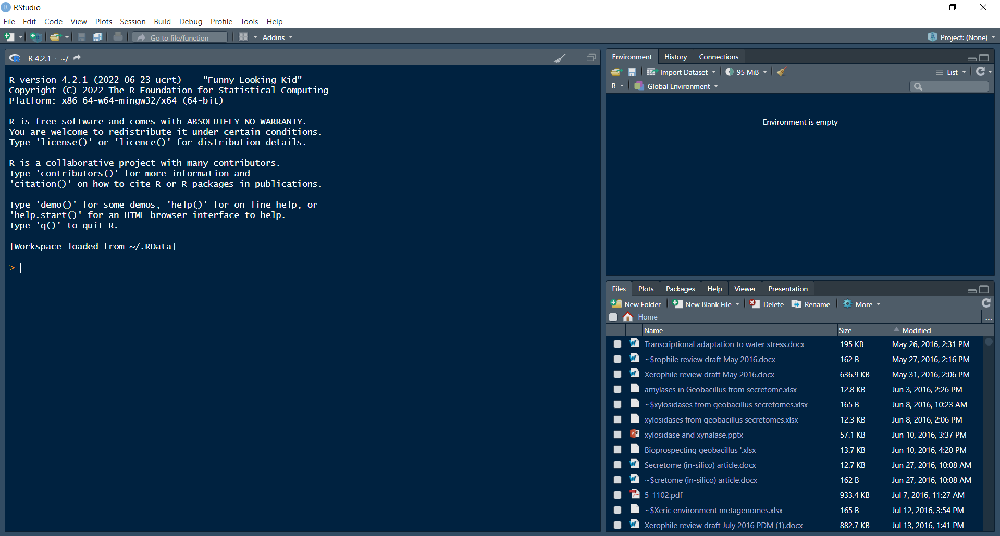 RStudio
File Edit Code View Plots Session Build Debug Profile Tools Help
Go to file/function Addins Project: (None)
R 4.2.1 · ~/
R version 4.2.1 (2022-06-23 ucrt) -- "Funny-Looking Kid"
Copyright (C) 2022 The R Foundation for Statistical Computing
Platform: x86_64-w64-mingw32/x64 (64-bit)
R is free software and comes with ABSOLUTELY NO WARRANTY.
You are welcome to redistribute it under certain conditions.
Type 'license()' or 'licence()' for distribution details.
R is a collaborative project with many contributors.
Type 'contributors()' for more information and
'citation()' on how to cite R or R packages in publications.
Type 'demo()' for some demos, 'help()' for on-line help, or
'help.start()' for an HTML browser interface to help.
Type 'q()' to quit R.
[Workspace loaded from ~/.RData]
>
Environment History Connections
Import Dataset 95 MiB List
R Global Environment
Environment is empty
Files Plots Packages Help Viewer Presentation
New Folder New Blank File Delete Rename More
Home ...
Name Size Modified
Transcriptional adaptation to water stress.docx 195 KB May 26, 2016, 2:31 PM
~$rophile review draft May 2016.docx 162 B May 27, 2016, 2:16 PM
Xerophile review draft May 2016.docx 636.9 KB May 31, 2016, 2:06 PM
amylases in Geobacillus from secretome.xlsx 12.8 KB Jun 3, 2016, 2:26 PM
~$xylosidases from geobacillus secretomes.xlsx 165 B Jun 8, 2016, 10:23 AM
xylosidases from geobacillus secretomes.xlsx 12.3 KB Jun 8, 2016, 2:06 PM
xylosidase and xynalase.pptx 57.1 KB Jun 10, 2016, 3:37 PM
Bioprospecting geobacillus '.xlsx 13.7 KB Jun 10, 2016, 4:20 PM
Secretome (in-silico) article.docx 12.7 KB Jun 27, 2016, 10:08 AM
~$cretome (in-silico) article.docx 162 B Jun 27, 2016, 10:08 AM
5_1102.pdf 933.4 KB Jul 7, 2016, 11:27 AM
~$Xeric environment metagenomes.xlsx 165 B Jul 12, 2016, 3:54 PM
Xerophile review draft July 2016 PDM (1).docx 882.7 KB Jul 13, 2016, 1:41 PM